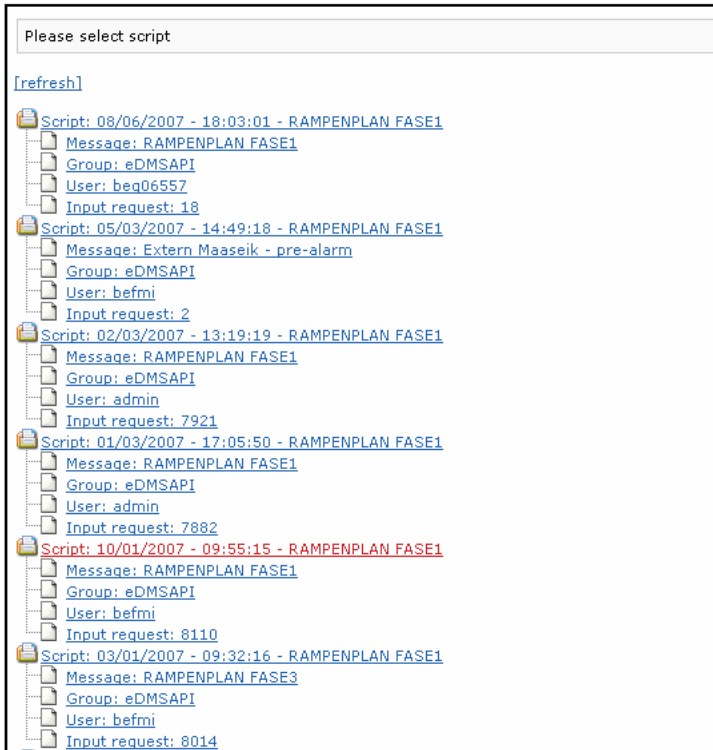 Please select script
[refresh]
Script: 08/06/2007 - 18:03:01 - RAMPENPLAN FASE1
Message: RAMPENPLAN FASE1
Group: eDMSAPI
User: beq06557
Input request: 18
Script: 05/03/2007 - 14:49:18 - RAMPENPLAN FASE1
Message: Extern Maaseik - pre-alarm
Group: eDMSAPI
User: befmi
Input request: 2
Script: 02/03/2007 - 13:19:19 - RAMPENPLAN FASE1
Message: RAMPENPLAN FASE1
Group: eDMSAPI
User: admin
Input request: 7921
Script: 01/03/2007 - 17:05:50 - RAMPENPLAN FASE1
Message: RAMPENPLAN FASE1
Group: eDMSAPI
User: admin
Input request: 7882
Script: 10/01/2007 - 09:55:15 - RAMPENPLAN FASE1
Message: RAMPENPLAN FASE1
Group: eDMSAPI
User: befmi
Input request: 8110
Script: 03/01/2007 - 09:32:16 - RAMPENPLAN FASE1
Message: RAMPENPLAN FASE3
Group: eDMSAPI
User: befmi
Input request: 8014